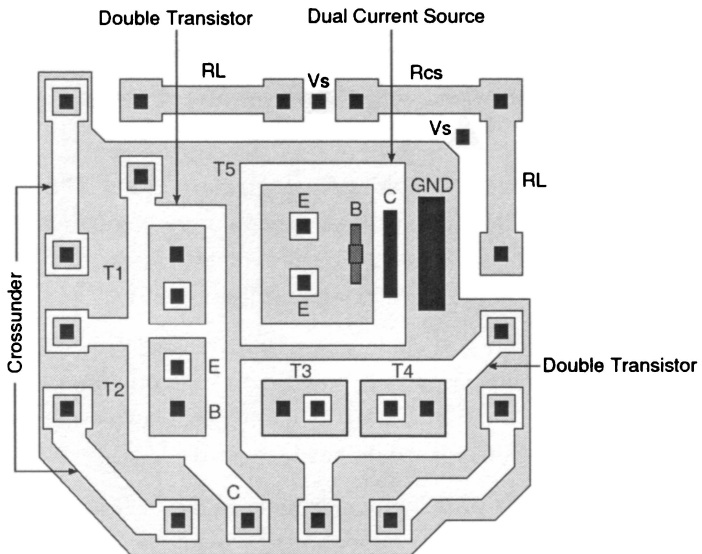 Double Transistor
Dual Current Source
RL
Vs
Rcs
Vs
T5
RL
E
B
C
GND
T1
E
Crossunder
T2
E
B
T3
T4
Double Transistor
C